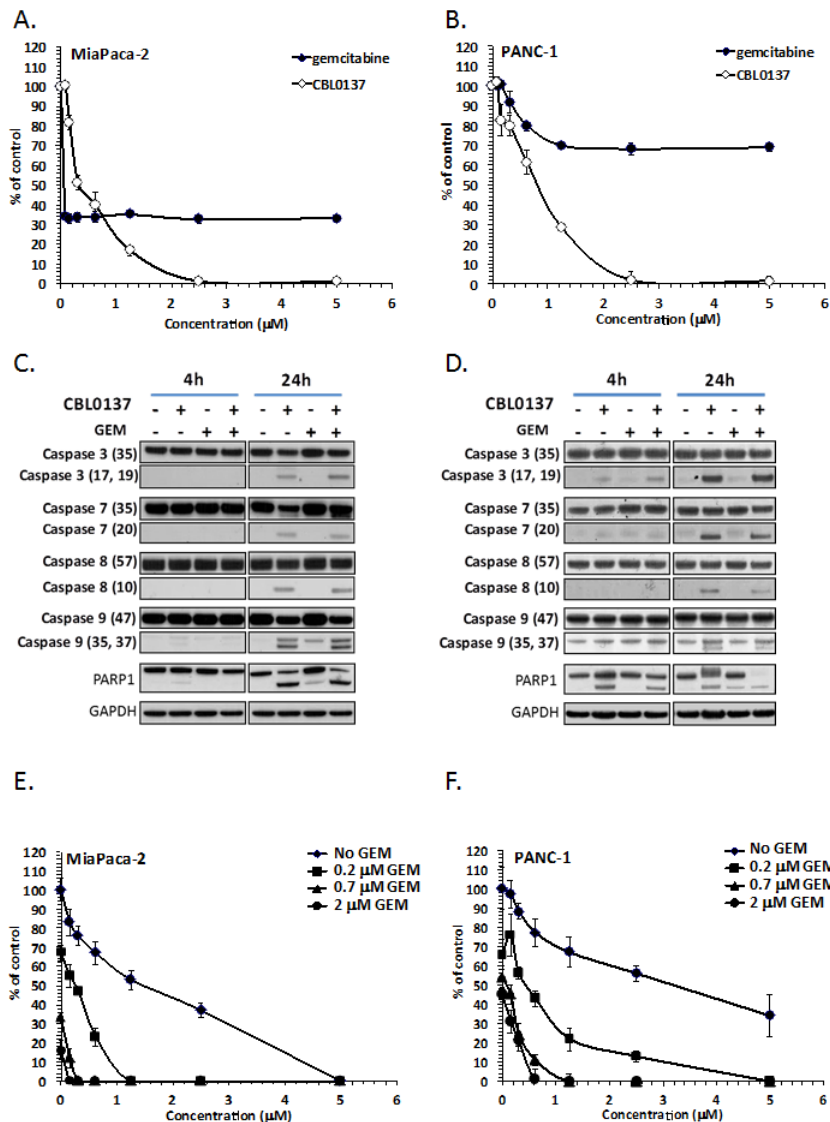 A.
MiaPaca-2
gemcitabine
CBL0137
120
110
100
90
80
70
60
50
40
30
20
10
0
% of control
0 2 4 6
Concentration (µM)
B.
PANC-1
gemcitabine
CBL0137
120
110
100
90
80
70
60
50
40
30
20
10
0
% of control
0 1 2 3 4 5 6
Concentration (µM)
C.
4h 24h
CBL0137 - + - + - + - +
GEM - - + + - - + +
Caspase 3 (35)
Caspase 3 (17, 19)
Caspase 7 (35)
Caspase 7 (20)
Caspase 8 (57)
Caspase 8 (10)
Caspase 9 (47)
Caspase 9 (35, 37)
PARP1
GAPDH
D.
4h 24h
CBL0137 - + - + - + - +
GEM - - + + - - + +
Caspase 3 (35)
Caspase 3 (17, 19)
Caspase 7 (35)
Caspase 7 (20)
Caspase 8 (57)
Caspase 8 (10)
Caspase 9 (47)
Caspase 9 (35, 37)
PARP1
GAPDH
E.
MiaPaca-2
No GEM
0.2 µM GEM
0.7 µM GEM
2 µM GEM
120
110
100
90
80
70
60
50
40
30
20
10
0
% of control
0 1 2 3 4 5 6
Concentration (µM)
F.
PANC-1
No GEM
0.2 µM GEM
0.7 µM GEM
2 µM GEM
120
110
100
90
80
70
60
50
40
30
20
10
0
% of control
0 1 2 3 4 5 6
Concentration (µM)